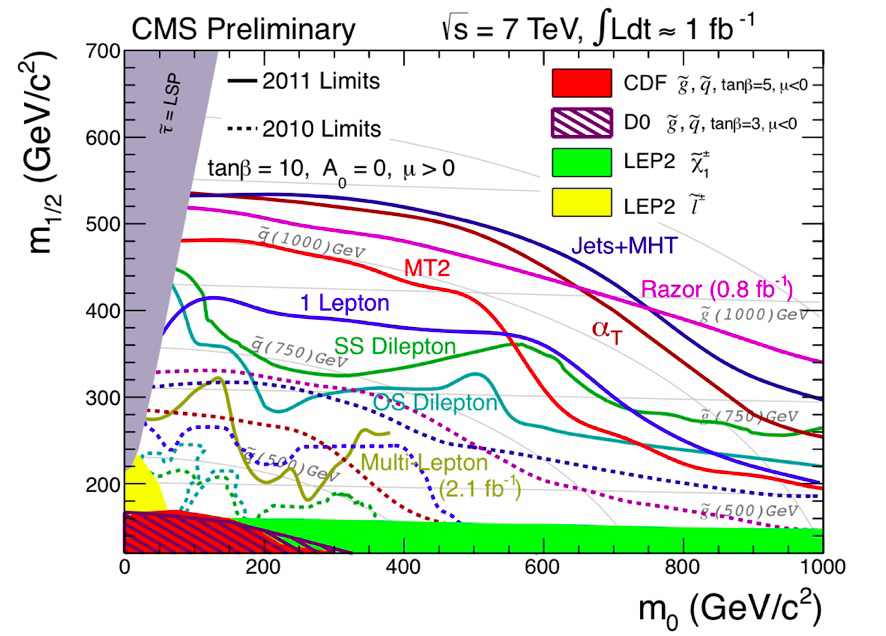 CMS Preliminary √s = 7 TeV, ∫Ldt ≈ 1 fb⁻¹
m₁/₂ (GeV/c²)
700
600
500
400
300
200
τ̃ = LSP
2011 Limits
2010 Limits
tanβ = 10, A₀ = 0, μ > 0
CDF g̃, q̃, tanβ=5, μ<0
D0 g̃, q̃, tanβ=3, μ<0
LEP2 χ̃₁±
LEP2 l̃±
q̃(1000)GeV
Jets+MHT
MT2
Razor (0.8 fb⁻¹)
1 Lepton
g̃(1000)GeV
α_T
SS Dilepton
q̃(750)GeV
OS Dilepton
g̃(750)GeV
q̃(500)GeV
Multi-Lepton
(2.1 fb⁻¹)
g̃(500)GeV
0 200 400 600 800 1000
m₀ (GeV/c²)